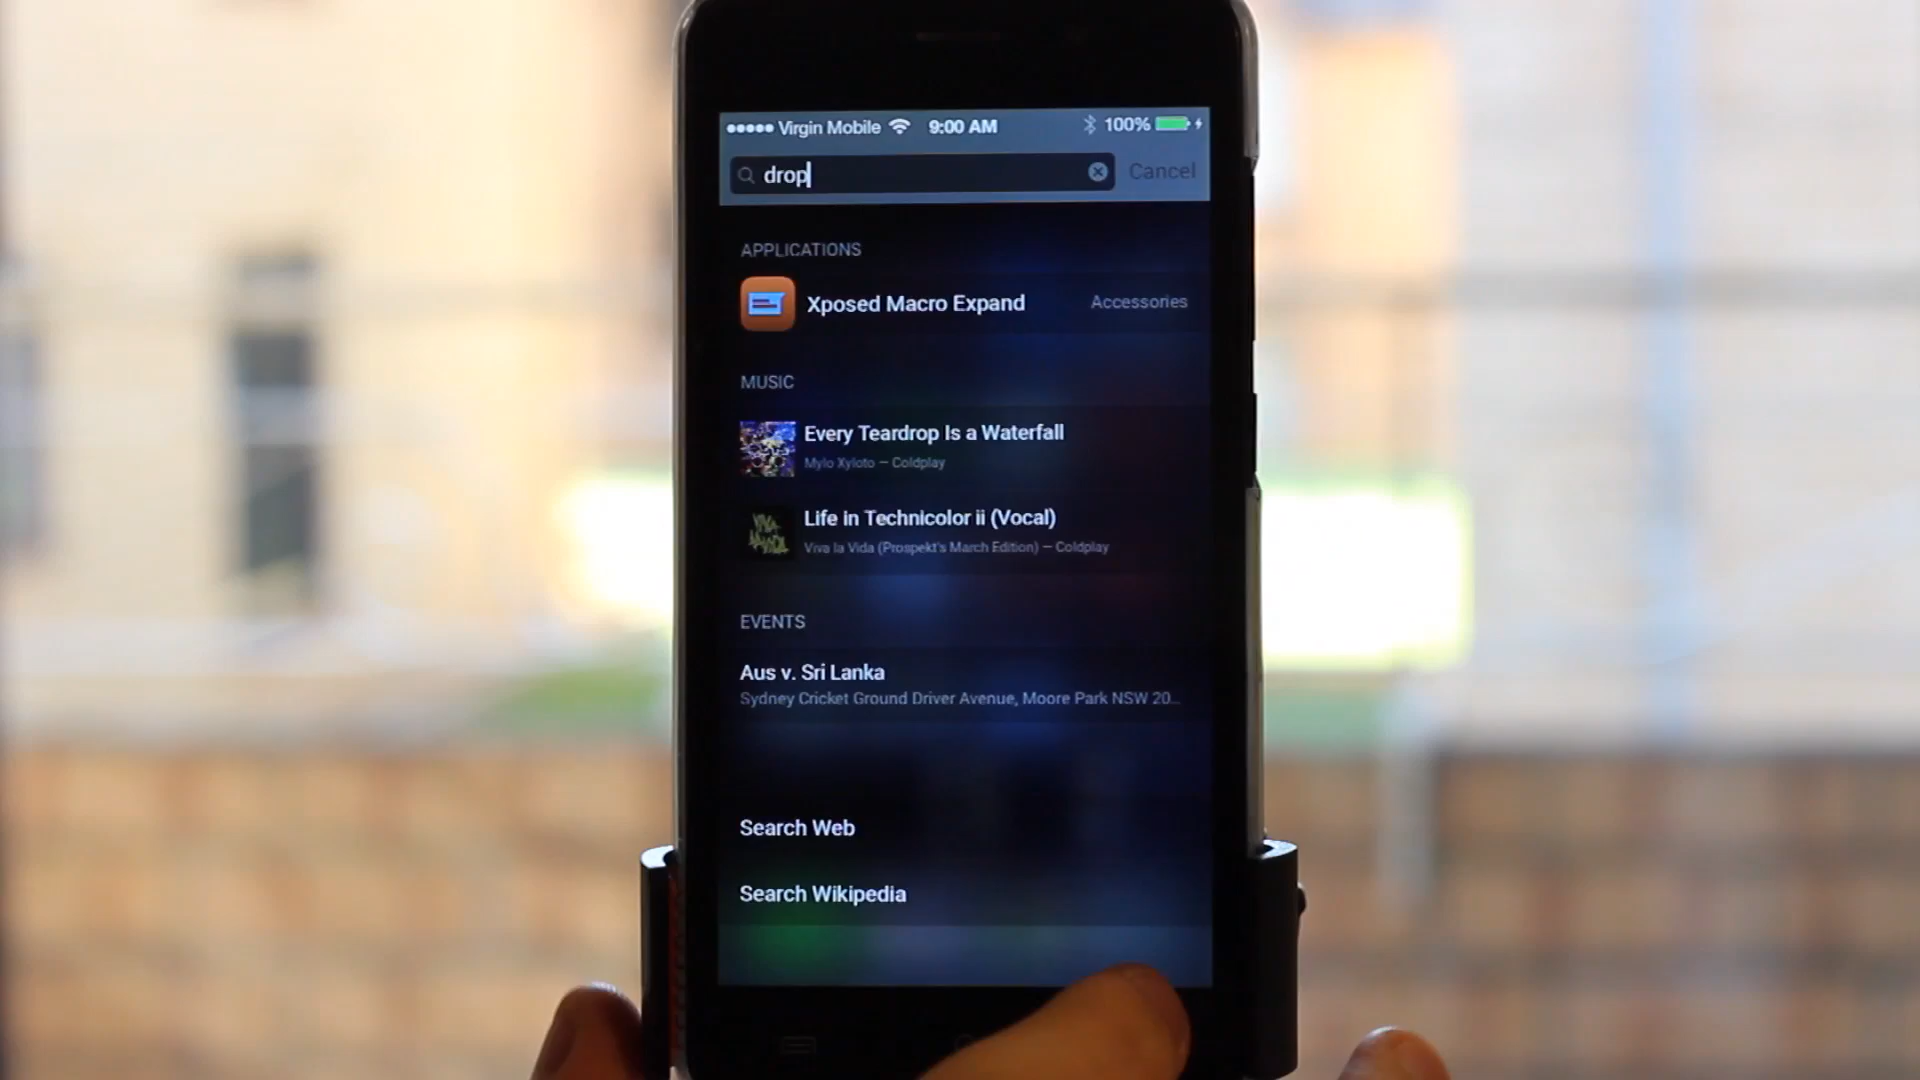 Virgin Mobile 9:00 AM 100%
drop Cancel
APPLICATIONS
Xposed Macro Expand Accessories
MUSIC
Every Teardrop Is a Waterfall
Mylo Xyloto — Coldplay
Life in Technicolor ii (Vocal)
Viva la Vida (Prospekt's March Edition) — Coldplay
EVENTS
Aus v. Sri Lanka
Sydney Cricket Ground Driver Avenue, Moore Park NSW 20...
Search Web
Search Wikipedia